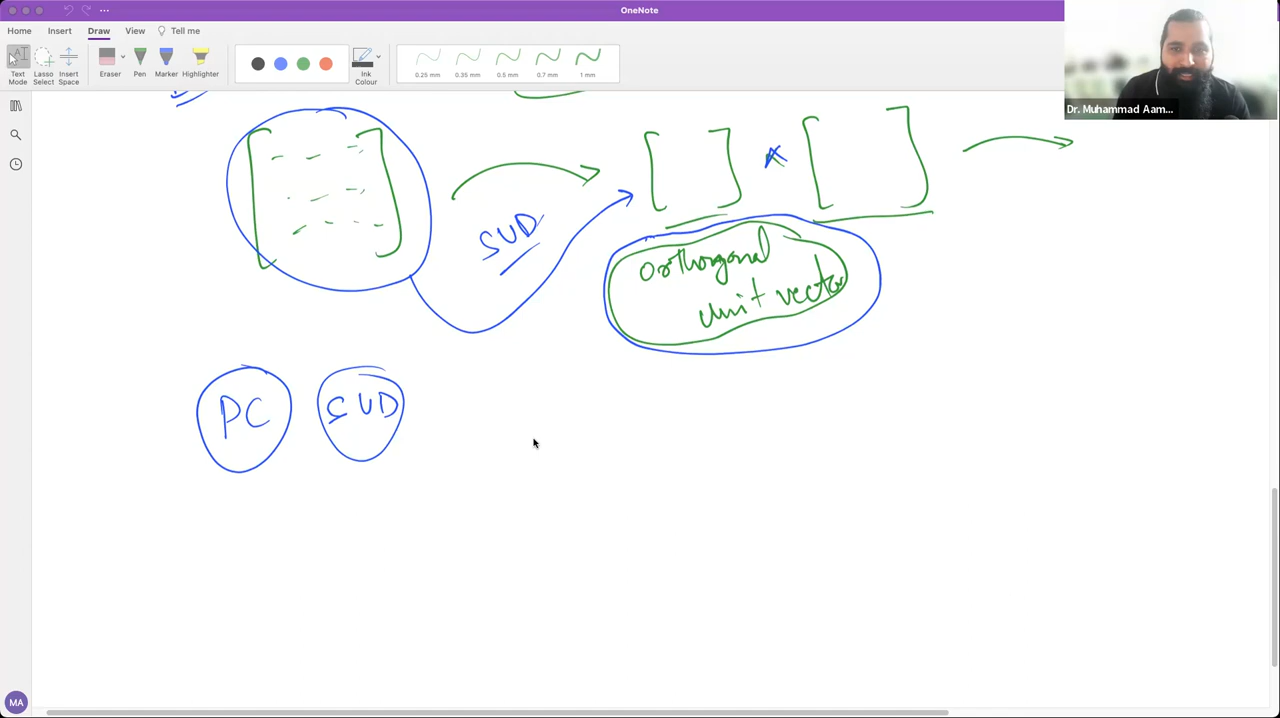 OneNote
Home Insert Draw View Tell me
Text Mode
Lasso Select
Insert Space
Eraser
Pen
Marker
Highlighter
Ink Colour
0.25 mm 0.35 mm 0.5 mm 0.7 mm 1 mm
Dr. Muhammad Aam...
SVD
Orthogonal
unit vector
PC SVD
MA